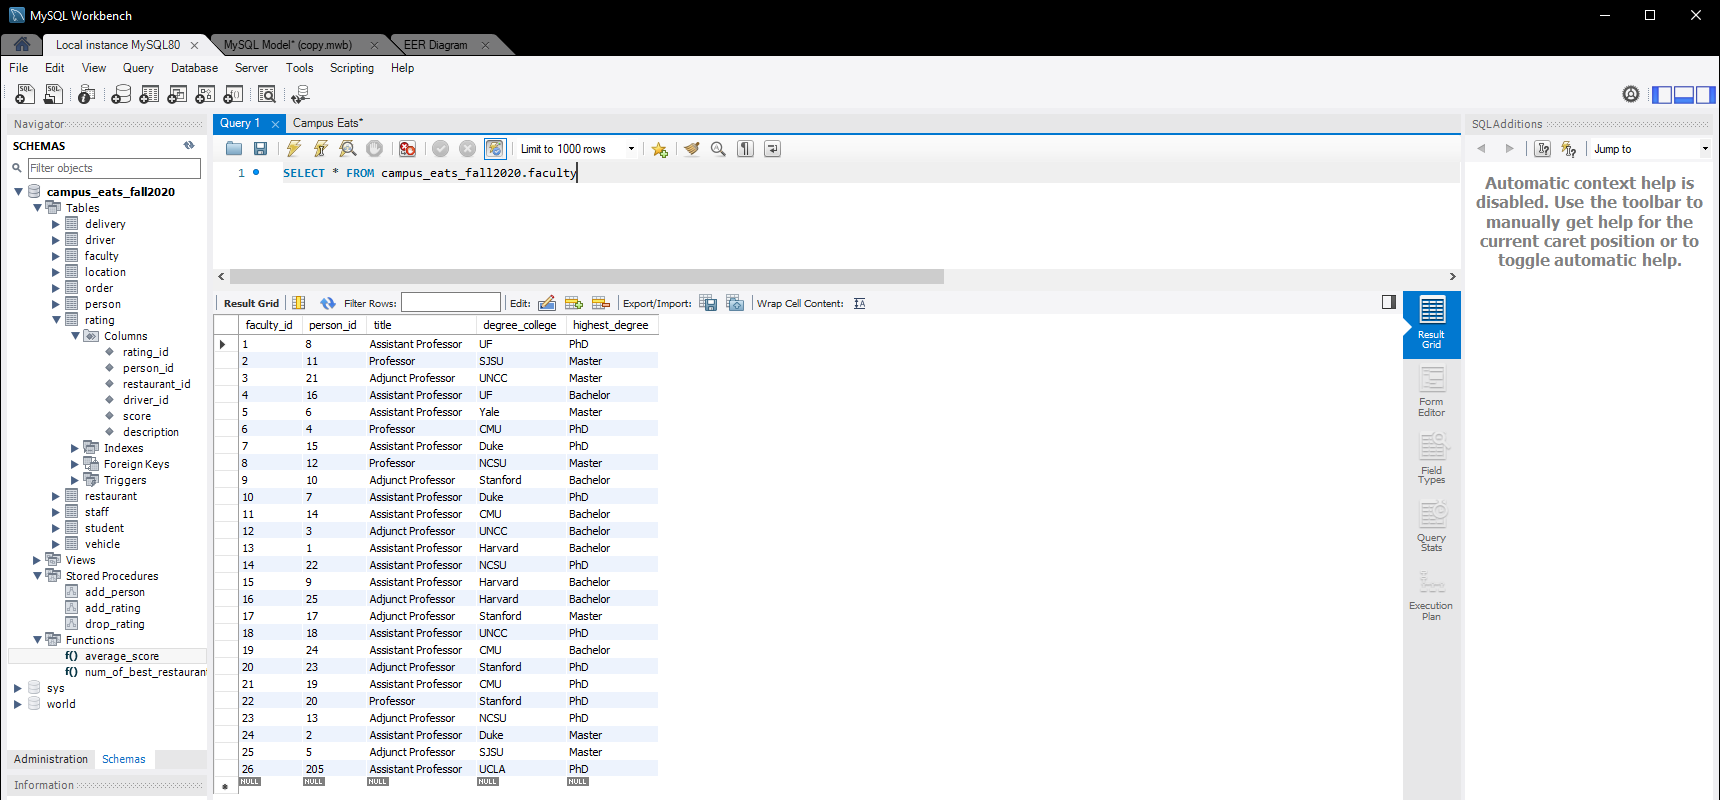 MySQL Workbench
Local instance MySQL80
MySQL Model* (copy.mwb)
EER Diagram
File Edit View Query Database Server Tools Scripting Help
Navigator
SCHEMAS
Filter objects
campus_eats_fall2020
Tables
delivery
driver
faculty
location
order
person
rating
Columns
rating_id
person_id
restaurant_id
driver_id
score
description
Indexes
Foreign Keys
Triggers
restaurant
staff
student
vehicle
Views
Stored Procedures
add_person
add_rating
drop_rating
Functions
f() average_score
f() num_of_best_restauran
sys
world
Administration Schemas
Information
Query 1 Campus Eats*
Limit to 1000 rows
1 SELECT * FROM campus_eats_fall2020.faculty
Result Grid Filter Rows: Edit: Export/Import: Wrap Cell Content: IA
faculty_id person_id title degree_college highest_degree
1 8 Assistant Professor UF PhD
2 11 Professor SJSU Master
3 21 Adjunct Professor UNCC Master
4 16 Assistant Professor UF Bachelor
5 6 Assistant Professor Yale Master
6 4 Professor CMU PhD
7 15 Assistant Professor Duke PhD
8 12 Professor NCSU Master
9 10 Adjunct Professor Stanford Bachelor
10 7 Assistant Professor Duke PhD
11 14 Assistant Professor CMU Bachelor
12 3 Adjunct Professor UNCC Bachelor
13 1 Assistant Professor Harvard Bachelor
14 22 Assistant Professor NCSU PhD
15 9 Assistant Professor Harvard Bachelor
16 25 Adjunct Professor Harvard Bachelor
17 17 Adjunct Professor Stanford Master
18 18 Assistant Professor UNCC PhD
19 24 Assistant Professor CMU Bachelor
20 23 Adjunct Professor Stanford PhD
21 19 Assistant Professor CMU PhD
22 20 Professor Stanford PhD
23 13 Adjunct Professor NCSU PhD
24 2 Assistant Professor Duke Master
25 5 Adjunct Professor SJSU Master
26 205 Assistant Professor UCLA PhD
NULL NULL NULL NULL NULL
Result
Grid
Form
Editor
Field
Types
Query
Stats
Execution
Plan
SQLAdditions
Jump to
Automatic context help is
disabled. Use the toolbar to
manually get help for the
current caret position or to
toggle automatic help.